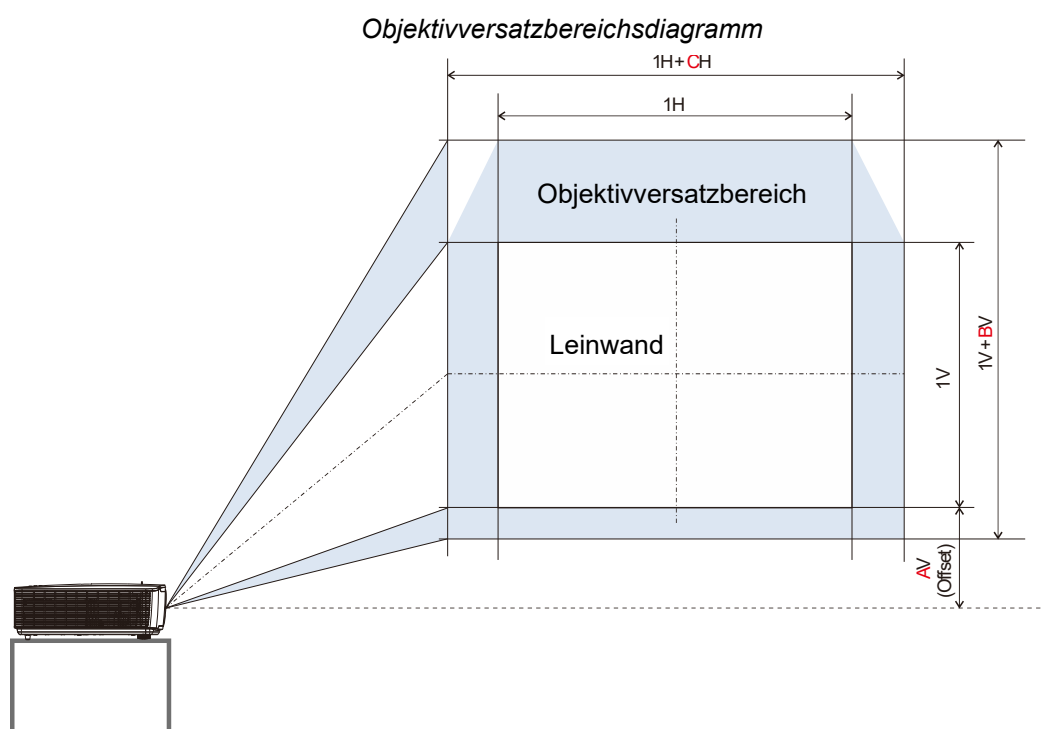 Objektivversatzbereichsdiagramm
1H + CH
1H
Objektivversatzbereich
Leinwand
1V
1V + BV
AV
(Offset)